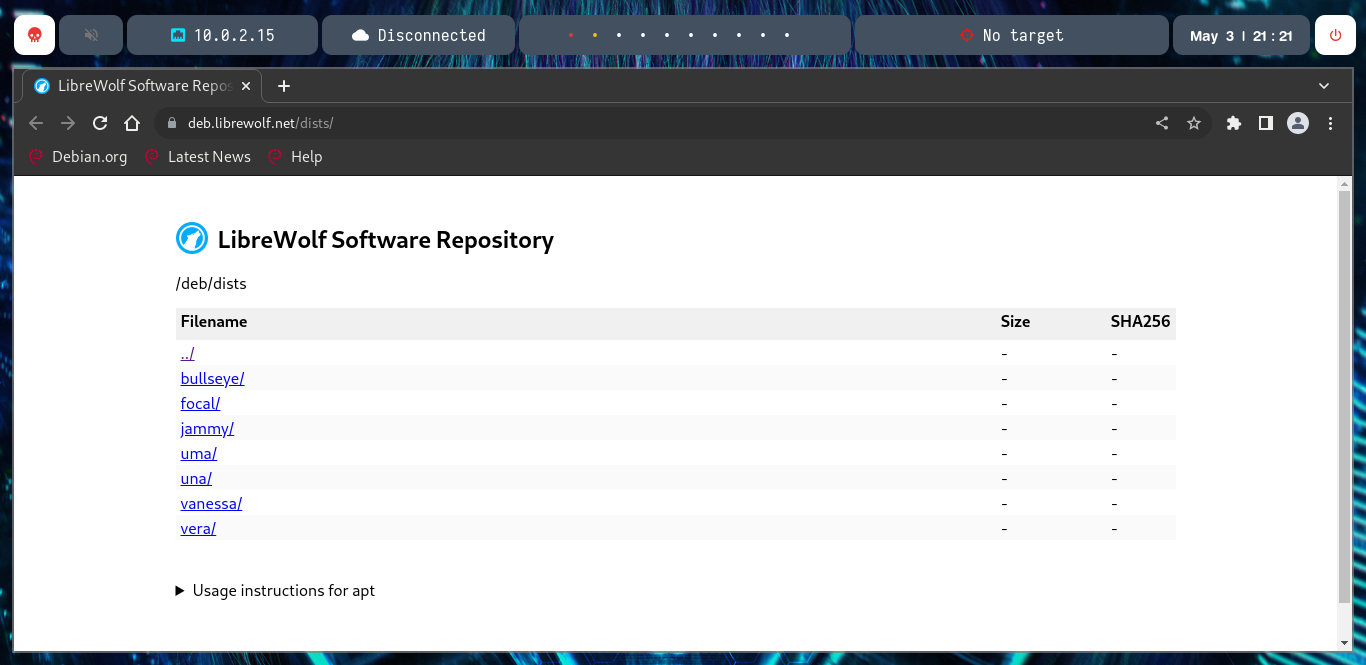 10.0.2.15 Disconnected No target May 3 | 21:21
LibreWolf Software Repos
deb.librewolf.net/dists/
Debian.org Latest News Help
LibreWolf Software Repository
/deb/dists
Filename Size SHA256
../ - -
bullseye/ - -
focal/ - -
jammy/ - -
uma/ - -
una/ - -
vanessa/ - -
vera/ - -
Usage instructions for apt